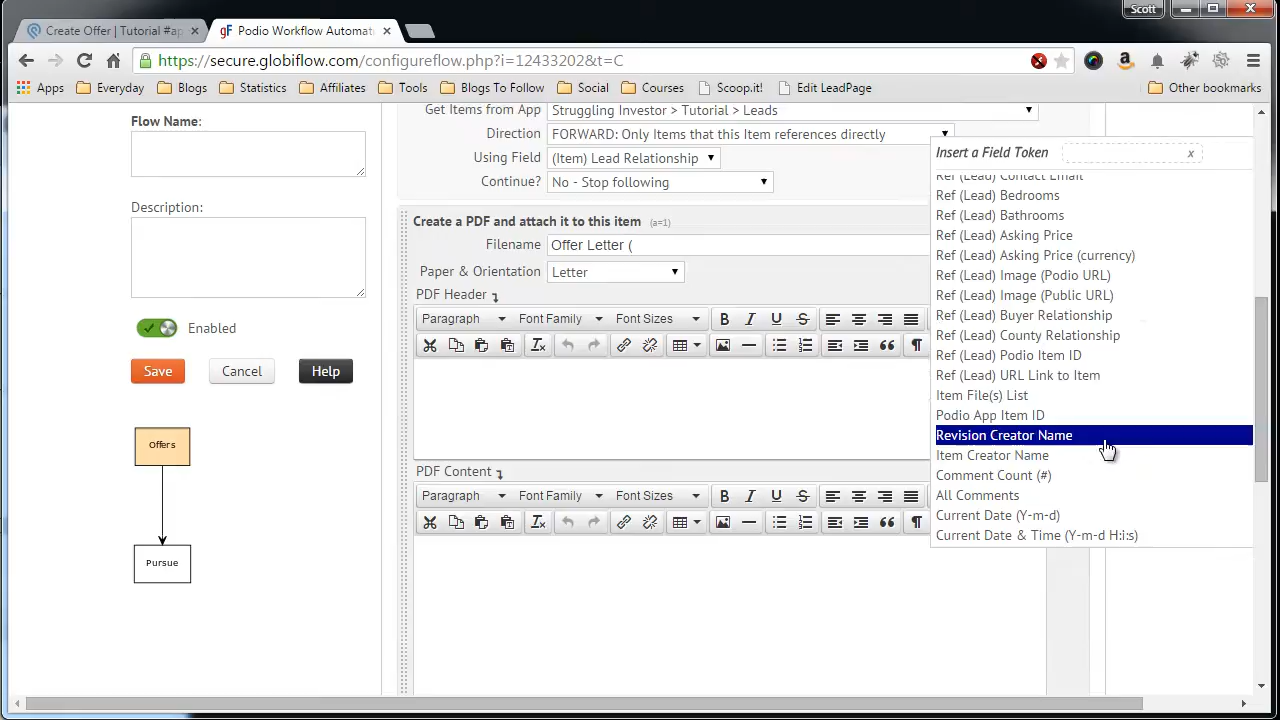 Scott
Create Offer | Tutorial #ap
gF Podio Workflow Automat
https://secure.globiflow.com/configureflow.php?i=12433202&t=C
Apps Everyday Blogs Statistics Affiliates Tools Blogs To Follow Social Courses Scoop.it! Edit LeadPage Other bookmarks
Flow Name:
Description:
Enabled
Save Cancel Help
Offers
Pursue
Get Items from App Struggling Investor > Tutorial > Leads
Direction FORWARD: Only Items that this Item references directly
Using Field (Item) Lead Relationship
Continue? No - Stop following
Create a PDF and attach it to this item (a=1)
Filename Offer Letter (
Paper & Orientation Letter
PDF Header
Paragraph Font Family Font Sizes B I U S
PDF Content
Paragraph Font Family Font Sizes B I U S
Insert a Field Token x
Ref (Lead) Contact Email
Ref (Lead) Bedrooms
Ref (Lead) Bathrooms
Ref (Lead) Asking Price
Ref (Lead) Asking Price (currency)
Ref (Lead) Image (Podio URL)
Ref (Lead) Image (Public URL)
Ref (Lead) Buyer Relationship
Ref (Lead) County Relationship
Ref (Lead) Podio Item ID
Ref (Lead) URL Link to Item
Item File(s) List
Podio App Item ID
Revision Creator Name
Item Creator Name
Comment Count (#)
All Comments
Current Date (Y-m-d)
Current Date & Time (Y-m-d H:i:s)